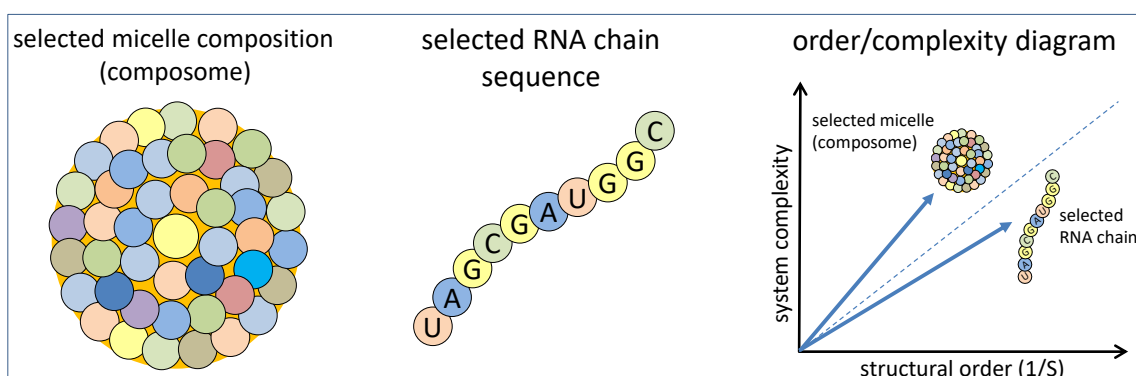 selected micelle composition
(composome)
selected RNA chain
sequence
U
A
G
C
G
A
U
G
G
C
order/complexity diagram
system complexity
selected micelle
(composome)
C
G
G
U
A
G
C
G
A
U
selected
RNA chain
structural order (1/S)